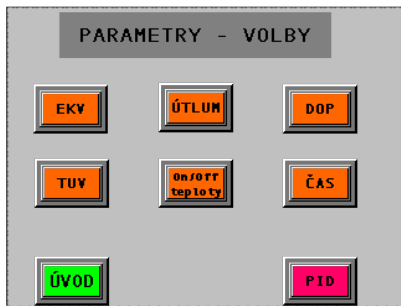 PARAMETRY - VOLBY
EKV
ÚTLUM
DOP
TUV
On/Off
teploty
ČAS
ÚVOD
PID